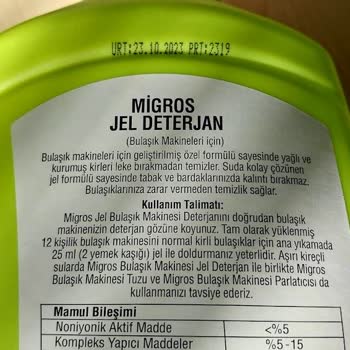 URT:23.10.2023 PRT:2319
MİGROS
JEL DETERJAN
(Bulaşık Makineleri için)
Bulaşık makineleri için geliştirilmiş özel formülü sayesinde yağlı ve
kurumuş kirleri leke bırakmadan temizler. Suda kolay çözünen
jel formülü sayesinde tabak ve bardaklarınızda kalıntı bırakmaz.
Bulaşıklarınıza zarar vermeden temizlik sağlar.
Kullanım Talimatı:
Migros Jel Bulaşık Makinesi Deterjanını doğrudan bulaşık
makinenizin deterjan gözüne koyunuz. Tam olarak yüklenmiş
12 kişilik bulaşık makinesini normal kirli bulaşıklar için ana yıkamada
25 ml (2 yemek kaşığı) jel ile doldurmanız yeterlidir. Aşırı kireçli
sularda Migros Bulaşık Makinesi Jel Deterjan ile birlikte Migros
Bulaşık Makinesi Tuzu ve Migros Bulaşık Makinesi Parlatıcısı da
kullanmanızı tavsiye ederiz.
Mamul Bileşimi
Noniyonik Aktif Madde <%5
Kompleks Yapıcı Maddeler %5-15